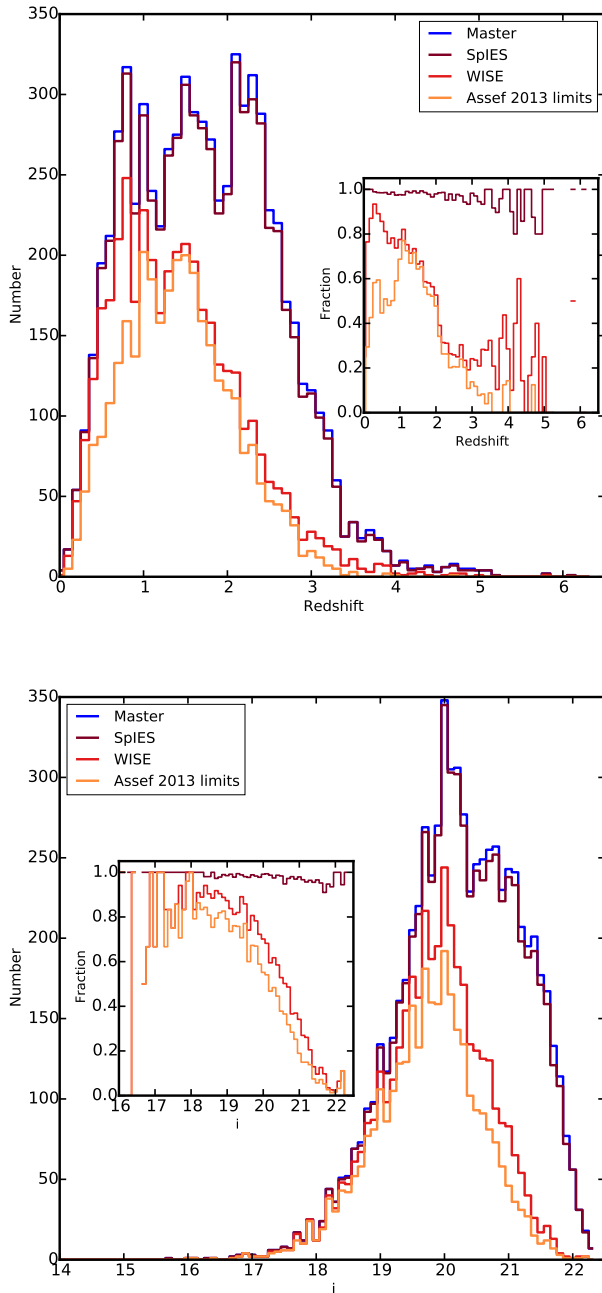 350
300
250
200
150
100
50
0
Number
0 1 2 3 4 5 6
Redshift
Master
SpIES
WISE
Assef 2013 limits
1.0
0.8
0.6
0.4
0.2
0.0
Fraction
0 1 2 3 4 5 6
Redshift
350
300
250
200
150
100
50
0
Number
14 15 16 17 18 19 20 21 22
i
Master
SpIES
WISE
Assef 2013 limits
1.0
0.8
0.6
0.4
0.2
0.0
Fraction
16 17 18 19 20 21 22
i